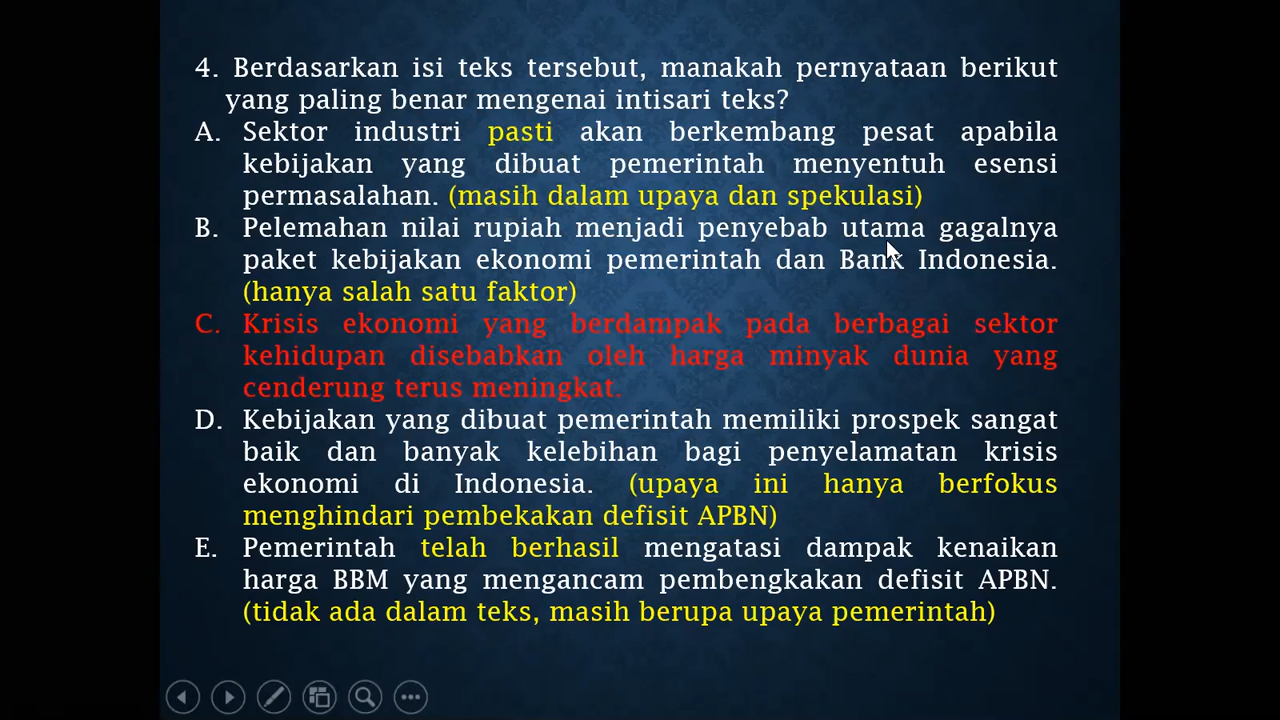 4. Berdasarkan isi teks tersebut, manakah pernyataan berikut
yang paling benar mengenai intisari teks?
A. Sektor industri pasti akan berkembang pesat apabila
kebijakan yang dibuat pemerintah menyentuh esensi
permasalahan. (masih dalam upaya dan spekulasi)
B. Pelemahan nilai rupiah menjadi penyebab utama gagalnya
paket kebijakan ekonomi pemerintah dan Bank Indonesia.
(hanya salah satu faktor)
C. Krisis ekonomi yang berdampak pada berbagai sektor
kehidupan disebabkan oleh harga minyak dunia yang
cenderung terus meningkat.
D. Kebijakan yang dibuat pemerintah memiliki prospek sangat
baik dan banyak kelebihan bagi penyelamatan krisis
ekonomi di Indonesia. (upaya ini hanya berfokus
menghindari pembekakan defisit APBN)
E. Pemerintah telah berhasil mengatasi dampak kenaikan
harga BBM yang mengancam pembengkakan defisit APBN.
(tidak ada dalam teks, masih berupa upaya pemerintah)